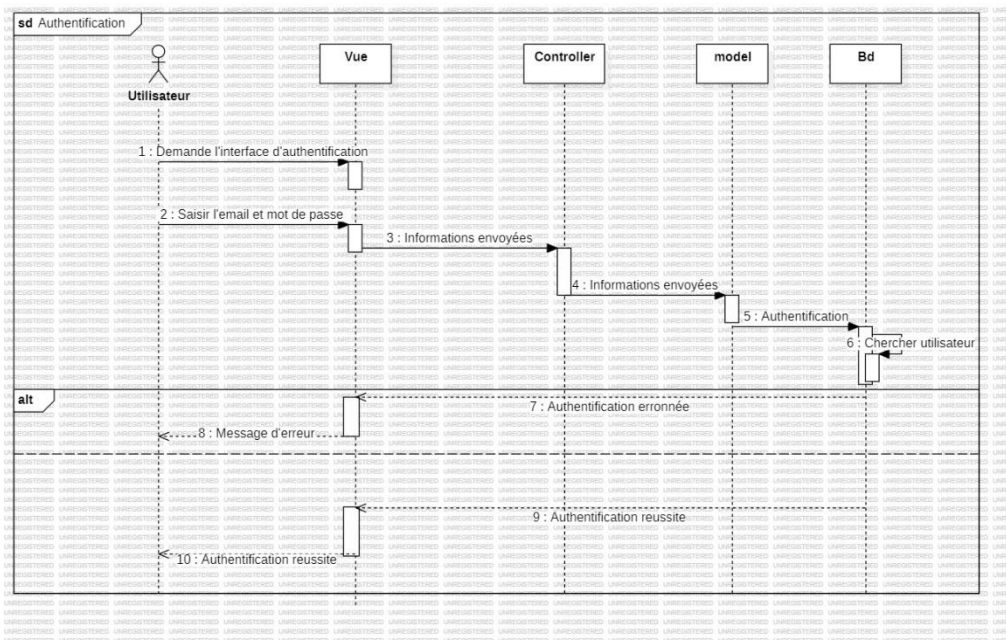 sd Authentification
Utilisateur
Vue
Controller
model
Bd
1 : Demande l'interface d'authentification
2 : Saisir l'email et mot de passe
3 : Informations envoyées
4 : Informations envoyées
5 : Authentification
6 : Chercher utilisateur
alt
7 : Authentification erronnée
8 : Message d'erreur
9 : Authentification reussite
10 : Authentification reussite
UNREGISTERED